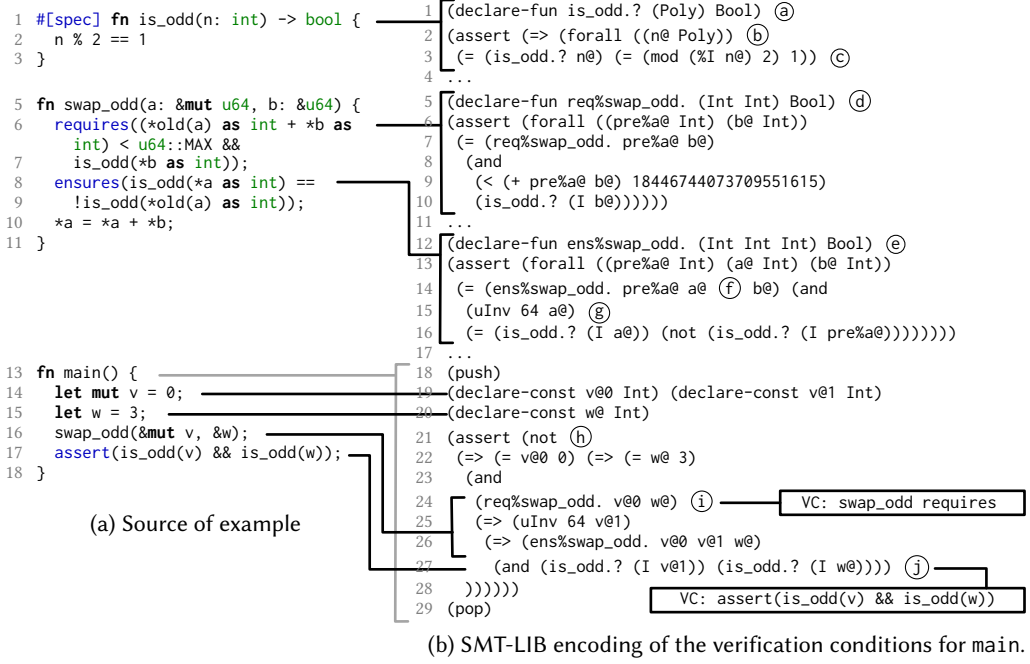 1 #[spec] fn is_odd(n: int) -> bool {
2 n % 2 == 1
3 }
5 fn swap_odd(a: &mut u64, b: &u64) {
6 requires((*old(a) as int + *b as
int) < u64::MAX &&
7 is_odd(*b as int));
8 ensures(is_odd(*a as int) ==
9 !is_odd(*old(a) as int));
10 *a = *a + *b;
11 }
13 fn main() {
14 let mut v = 0;
15 let w = 3;
16 swap_odd(&mut v, &w);
17 assert(is_odd(v) && is_odd(w));
18 }
(a) Source of example
1 (declare-fun is_odd.? (Poly) Bool) ⓐ
2 (assert (=> (forall ((n@ Poly)) ⓑ
3 (= (is_odd.? n@) (= (mod (%I n@) 2) 1)) ⓒ
4 ...
5 (declare-fun req%swap_odd. (Int Int) Bool) ⓓ
6 (assert (forall ((pre%a@ Int) (b@ Int))
7 (= (req%swap_odd. pre%a@ b@)
8 (and
9 (< (+ pre%a@ b@) 18446744073709551615)
10 (is_odd.? (I b@))))))
11 ...
12 (declare-fun ens%swap_odd. (Int Int Int) Bool) ⓔ
13 (assert (forall ((pre%a@ Int) (a@ Int) (b@ Int))
14 (= (ens%swap_odd. pre%a@ a@ ⓕ b@) (and
15 (uInv 64 a@) ⓖ
16 (= (is_odd.? (I a@)) (not (is_odd.? (I pre%a@))))))))
17 ...
18 (push)
19 (declare-const v@0 Int) (declare-const v@1 Int)
20 (declare-const w@ Int)
21 (assert (not ⓗ
22 (=> (= v@0 0) (=> (= w@ 3)
23 (and
24 (req%swap_odd. v@0 w@) ⓘ
VC: swap_odd requires
25 (=> (uInv 64 v@1)
26 (=> (ens%swap_odd. v@0 v@1 w@)
27 (and (is_odd.? (I v@1)) (is_odd.? (I w@)))) ⓙ
28 ))))))
VC: assert(is_odd(v) && is_odd(w))
29 (pop)
(b) SMT-LIB encoding of the verification conditions for main.